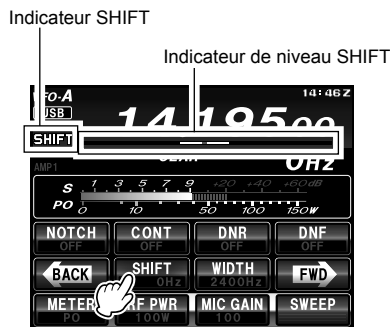 Indicateur SHIFT
Indicateur de niveau SHIFT
VFO-A 14:46Z
USB 14.195.00
SHIFT
AMP1 0Hz
S 1 3 5 7 9 +20 +40 +60dB
PO 0 10 50 100 150W
NOTCH CONT DNR DNF
OFF OFF OFF OFF
BACK SHIFT WIDTH FWD
0Hz 2400Hz
METER RF PWR MIC GAIN SWEEP
PO 100W 100